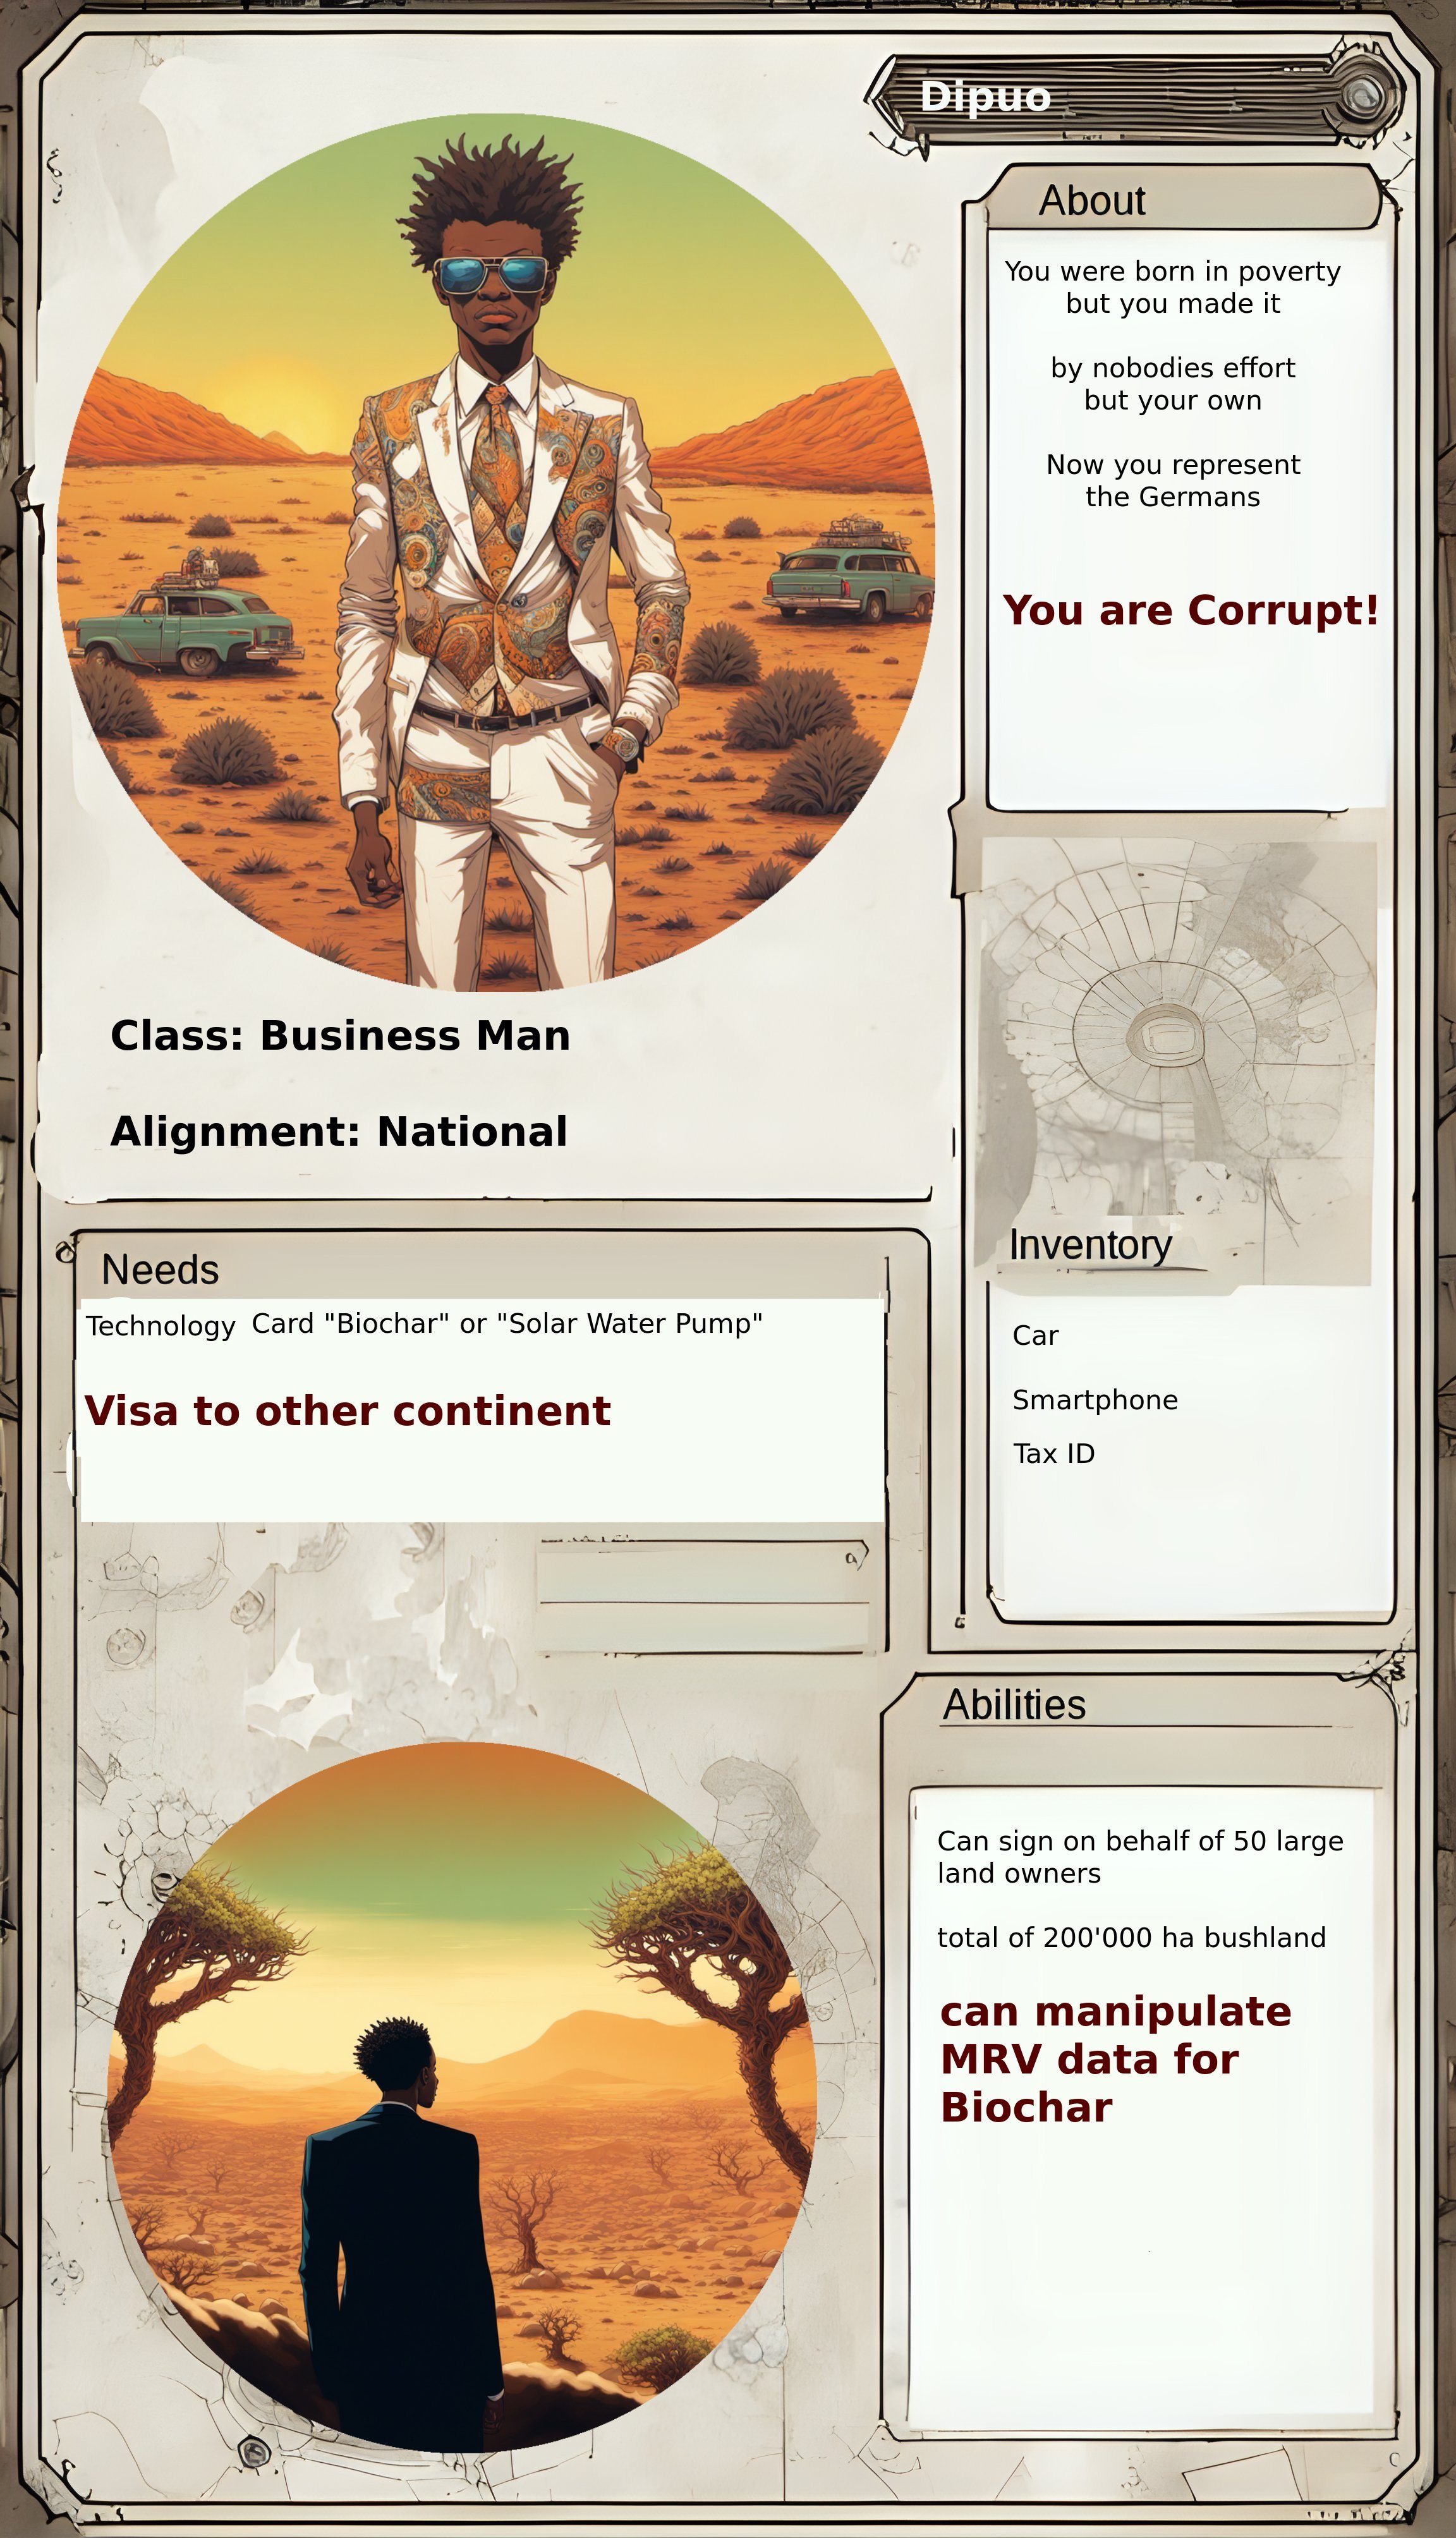 Dipuo
About
You were born in poverty
but you made it
by nobodies effort
but your own
Now you represent
the Germans
You are Corrupt!
Class: Business Man
Alignment: National
Needs
Technology Card "Biochar" or "Solar Water Pump"
Visa to other continent
Inventory
Car
Smartphone
Tax ID
Abilities
Can sign on behalf of 50 large
land owners
total of 200'000 ha bushland
can manipulate
MRV data for
Biochar